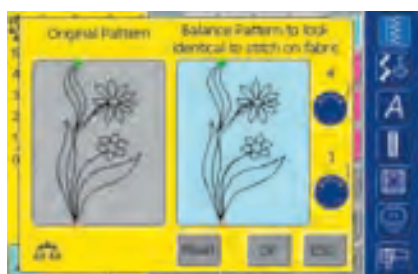 Original Pattern
Balance Pattern to look
identical to stitch on fabric
4
1
Reset OK ESC
A